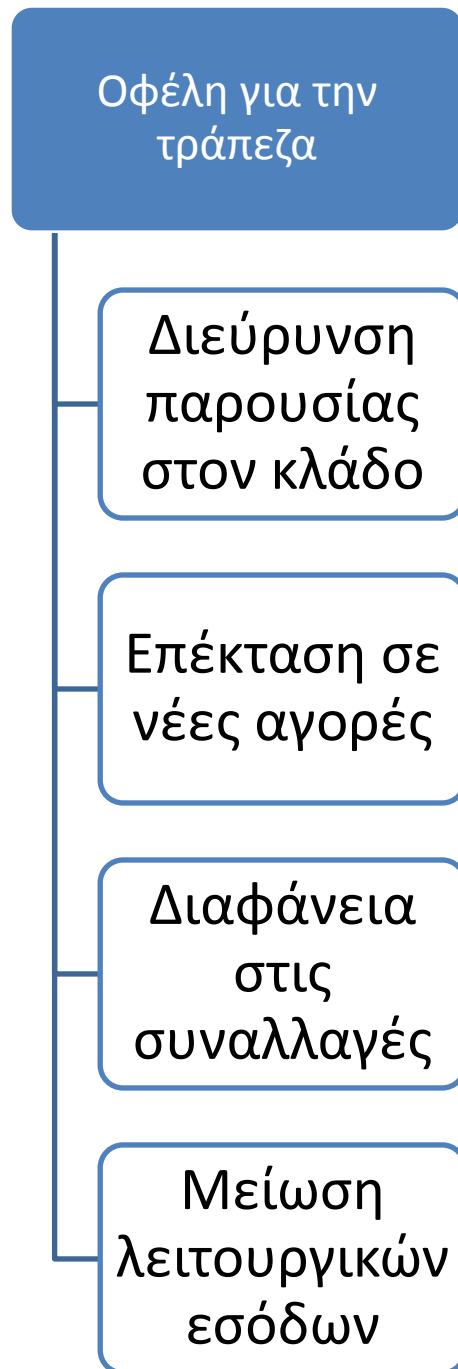 Οφέλη για την
τράπεζα
Διεύρυνση
παρουσίας
στον κλάδο
Επέκταση σε
νέες αγορές
Διαφάνεια
στις
συναλλαγές
Μείωση
λειτουργικών
εσόδων